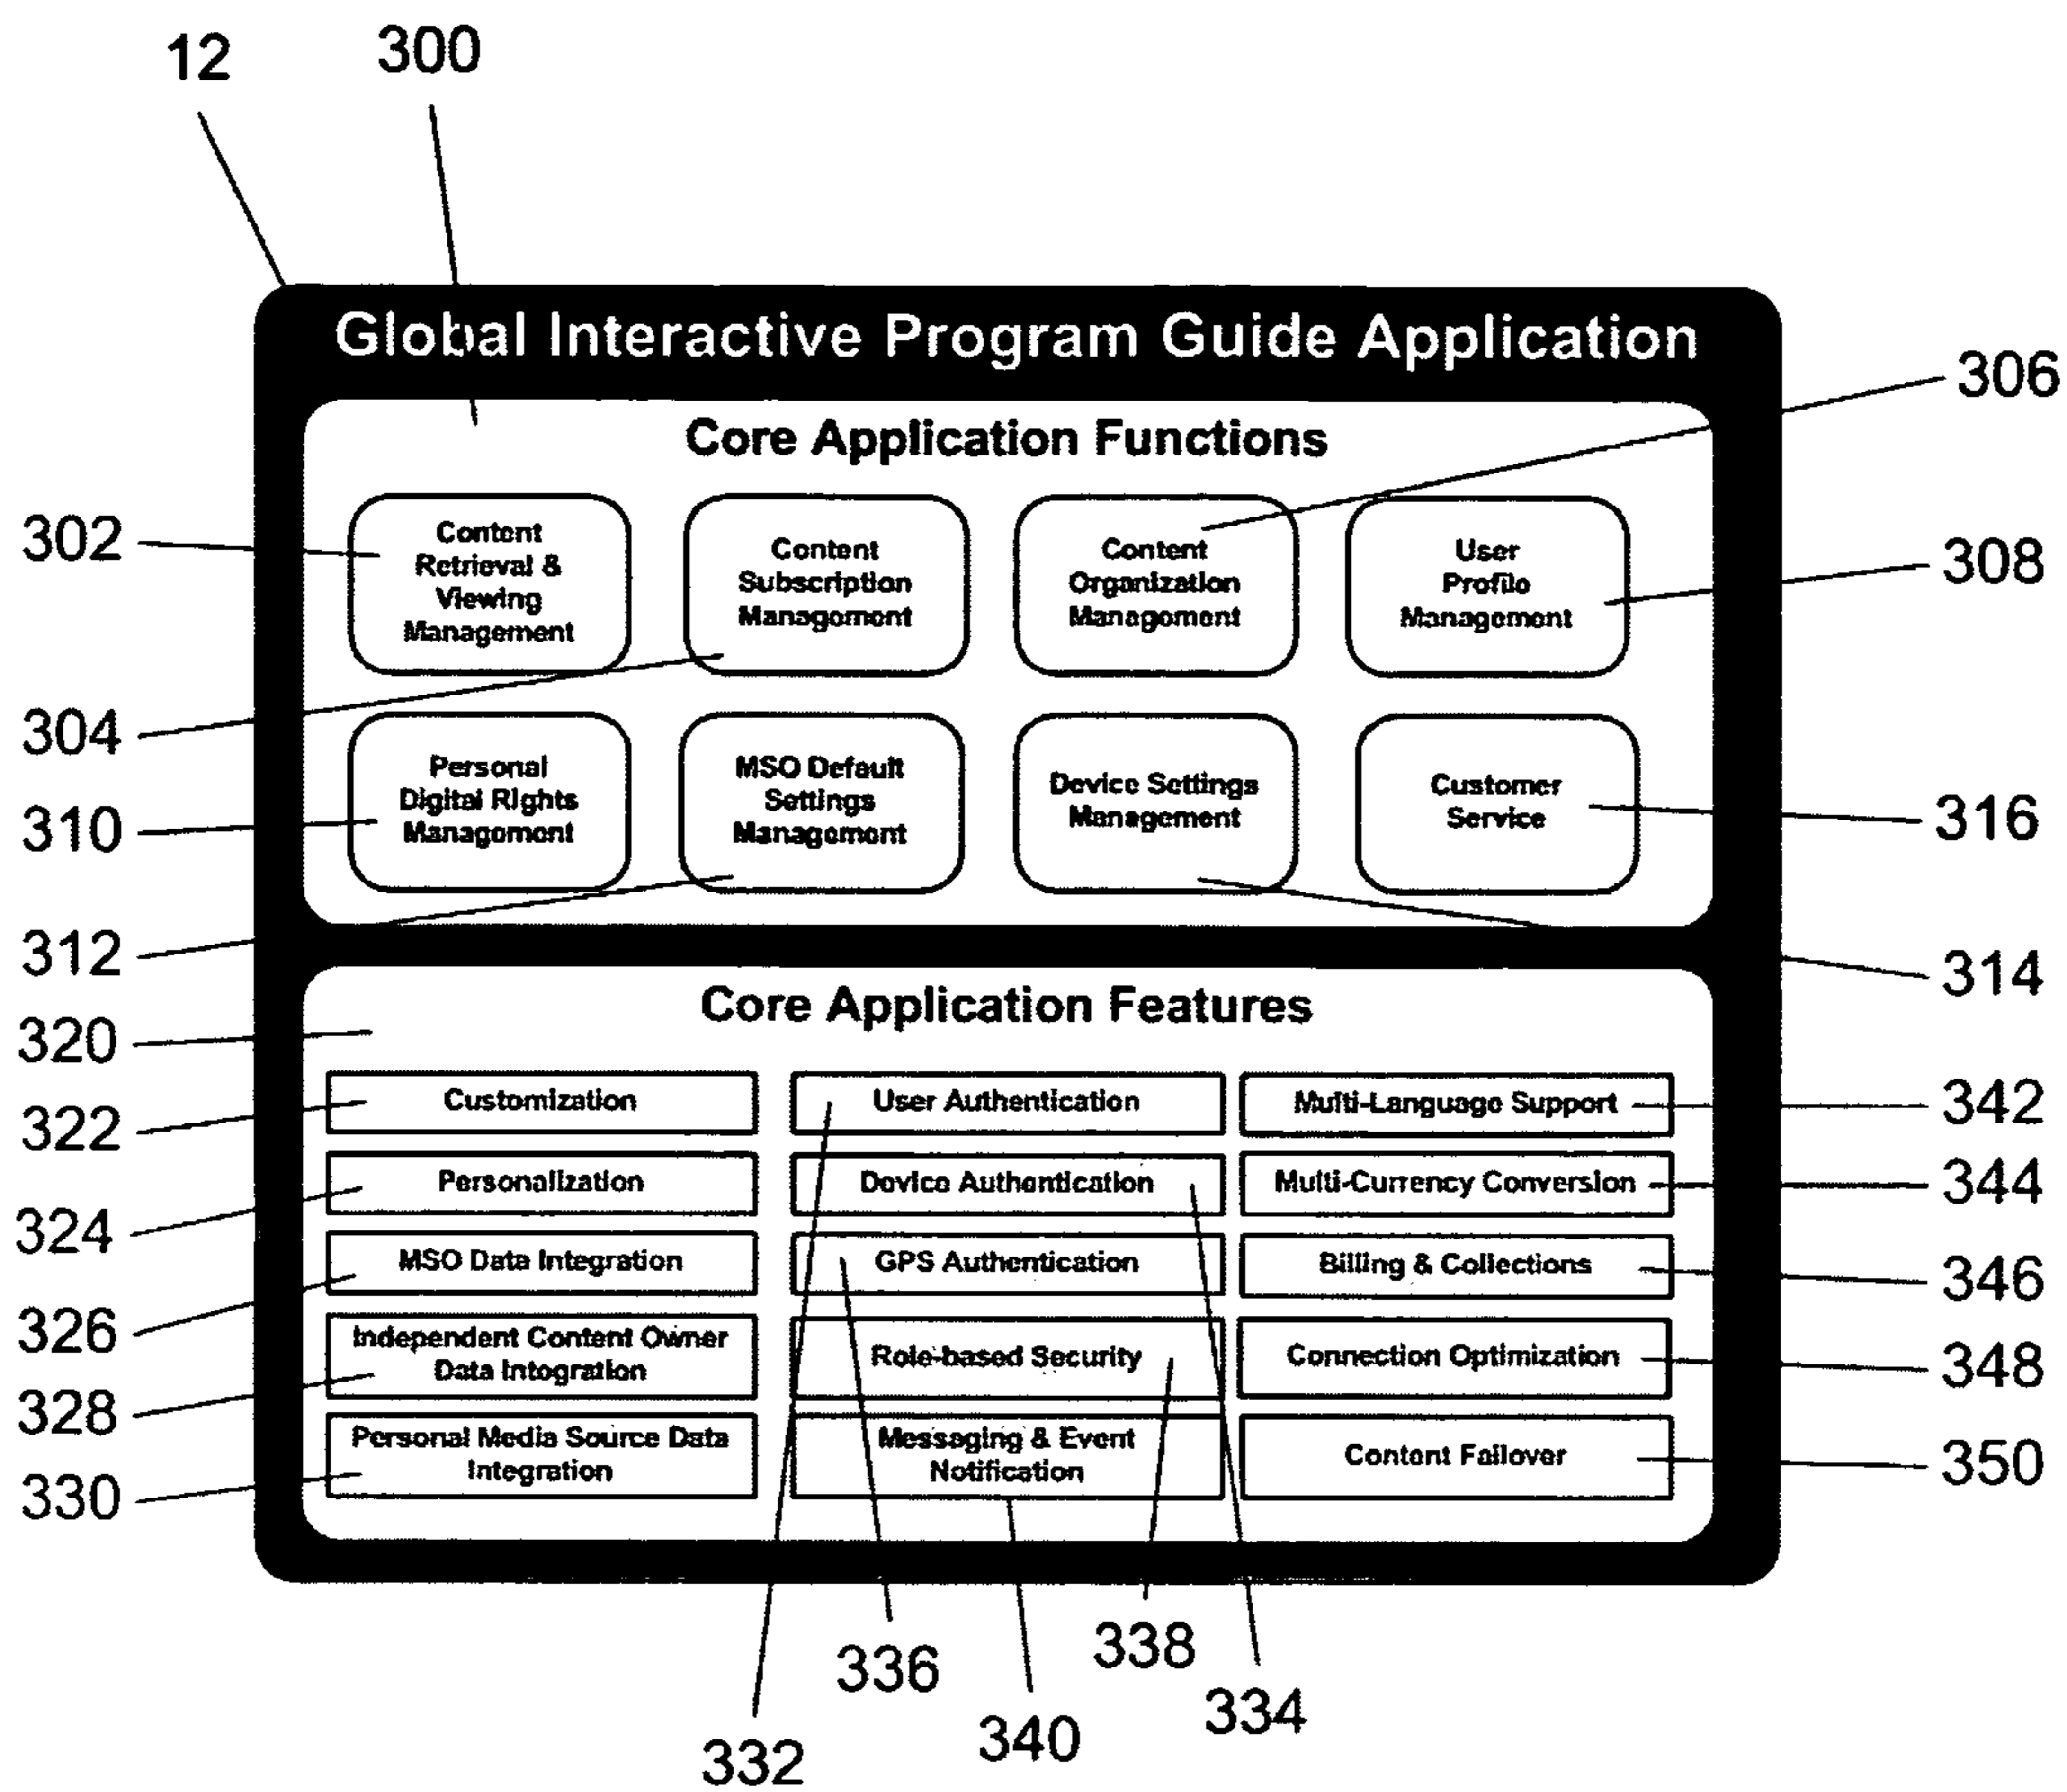 12
300
Global Interactive Program Guide Application
306
Core Application Functions
302
Content
Retrieval &
Viewing
Management
Content
Subscription
Management
Content
Organization
Management
User
Profile
Management
308
304
310
Personal
Digital Rights
Management
MSO Default
Settings
Management
Device Settings
Management
Customer
Service
316
312
314
Core Application Features
320
322
Customization
User Authentication
Multi-Language Support
342
324
Personalization
Device Authentication
Multi-Currency Conversion
344
326
MSO Data Integration
GPS Authentication
Billing & Collections
346
328
Independent Content Owner
Data Integration
Role-based Security
Connection Optimization
348
330
Personal Media Source Data
Integration
Messaging & Event
Notification
Content Failover
350
336
338
334
332
340